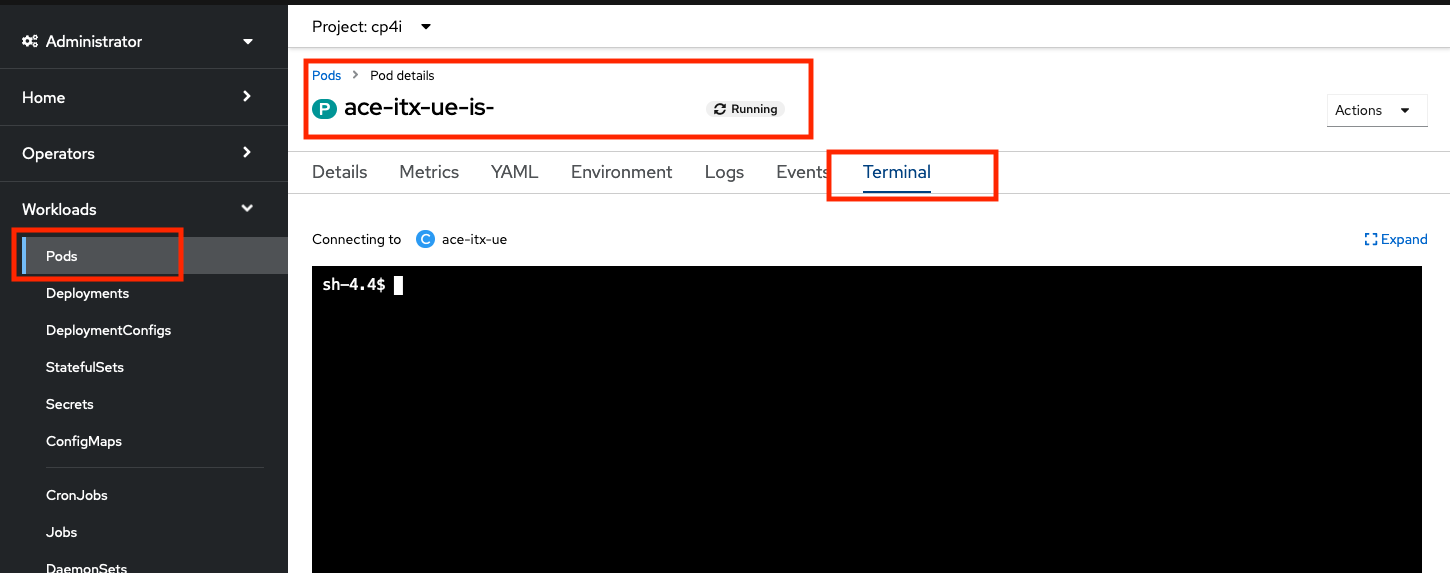 Administrator
Home
Operators
Workloads
Pods
Deployments
DeploymentConfigs
StatefulSets
Secrets
ConfigMaps
CronJobs
Jobs
DaemonSets
Project: cp4i
Pods > Pod details
P ace-itx-ue-is- Running
Actions
Details Metrics YAML Environment Logs Events Terminal
Connecting to C ace-itx-ue
Expand
sh-4.4$